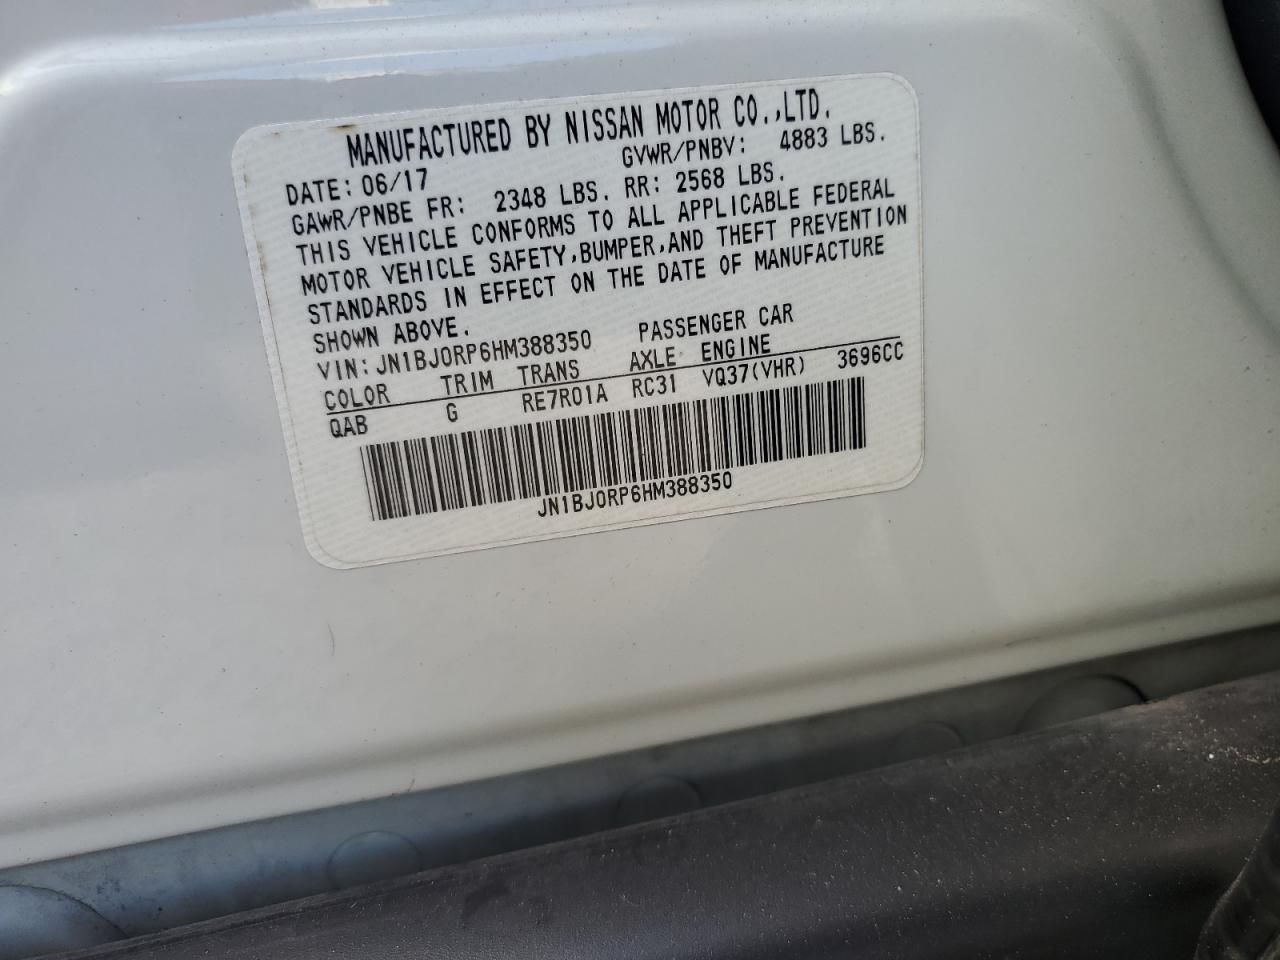 MANUFACTURED BY NISSAN MOTOR CO.,LTD.
DATE: 06/17 GVWR/PNBV: 4883 LBS.
GAWR/PNBE FR: 2348 LBS. RR: 2568 LBS.
THIS VEHICLE CONFORMS TO ALL APPLICABLE FEDERAL
MOTOR VEHICLE SAFETY,BUMPER,AND THEFT PREVENTION
STANDARDS IN EFFECT ON THE DATE OF MANUFACTURE
SHOWN ABOVE.
VIN: JN1BJ0RP6HM388350 PASSENGER CAR
COLOR TRIM TRANS AXLE ENGINE
QAB G RE7R01A RC31 VQ37(VHR) 3696CC
JN1BJ0RP6HM388350